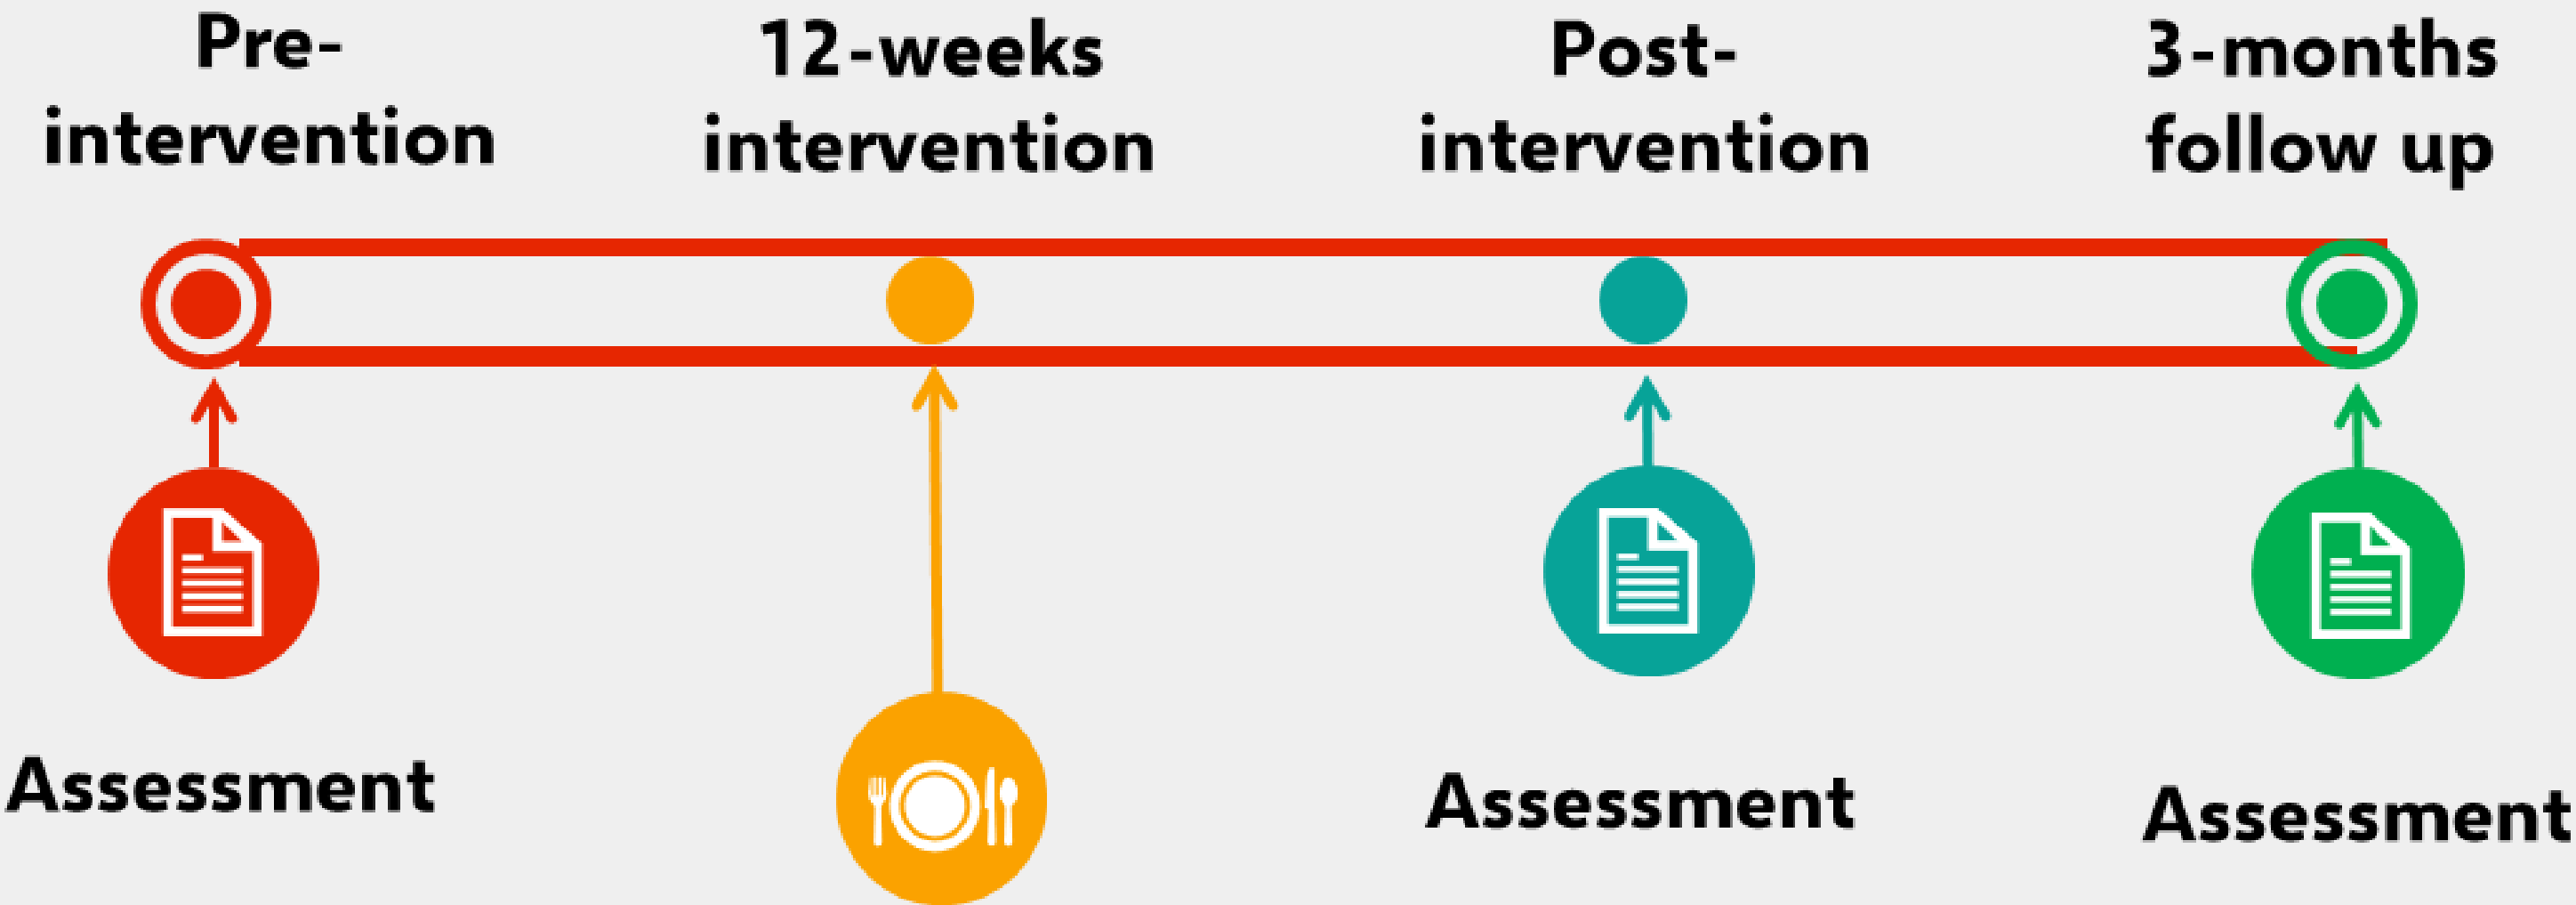 Pre-
intervention
12-weeks
intervention
Post-
intervention
3-months
follow up
Assessment
Assessment
Assessment